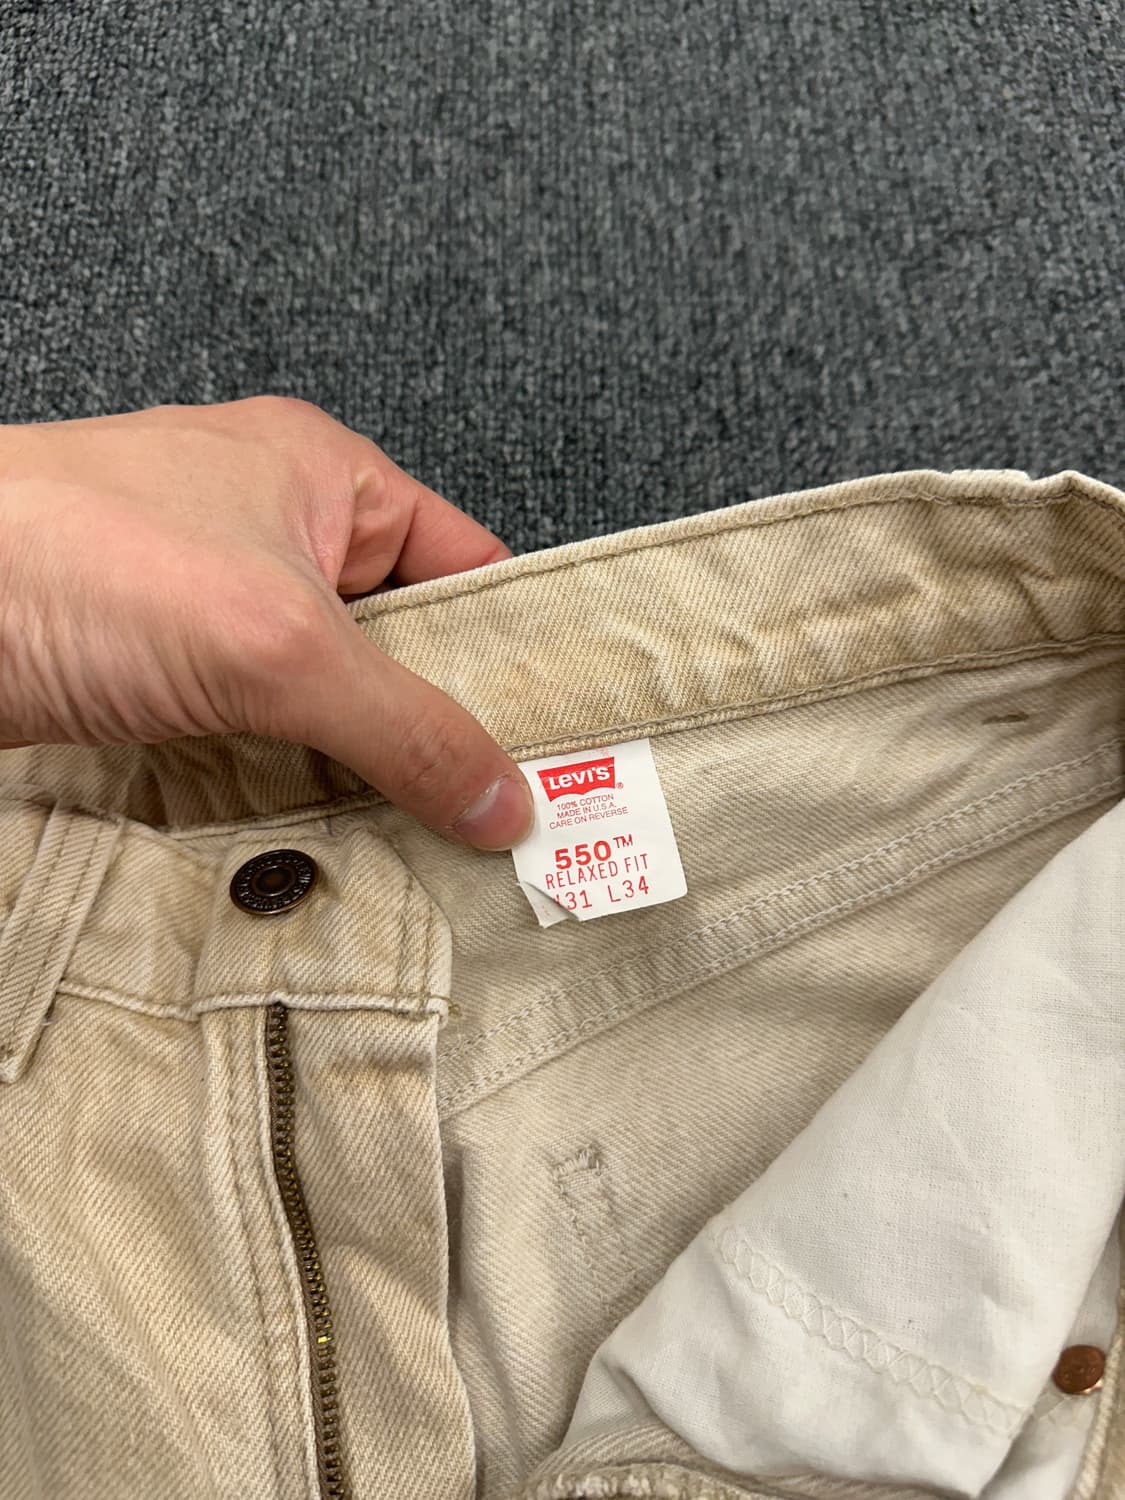 LEVI'S®
100% COTTON
MADE IN U.S.A.
CARE ON REVERSE
550™
RELAXED FIT
31 L34